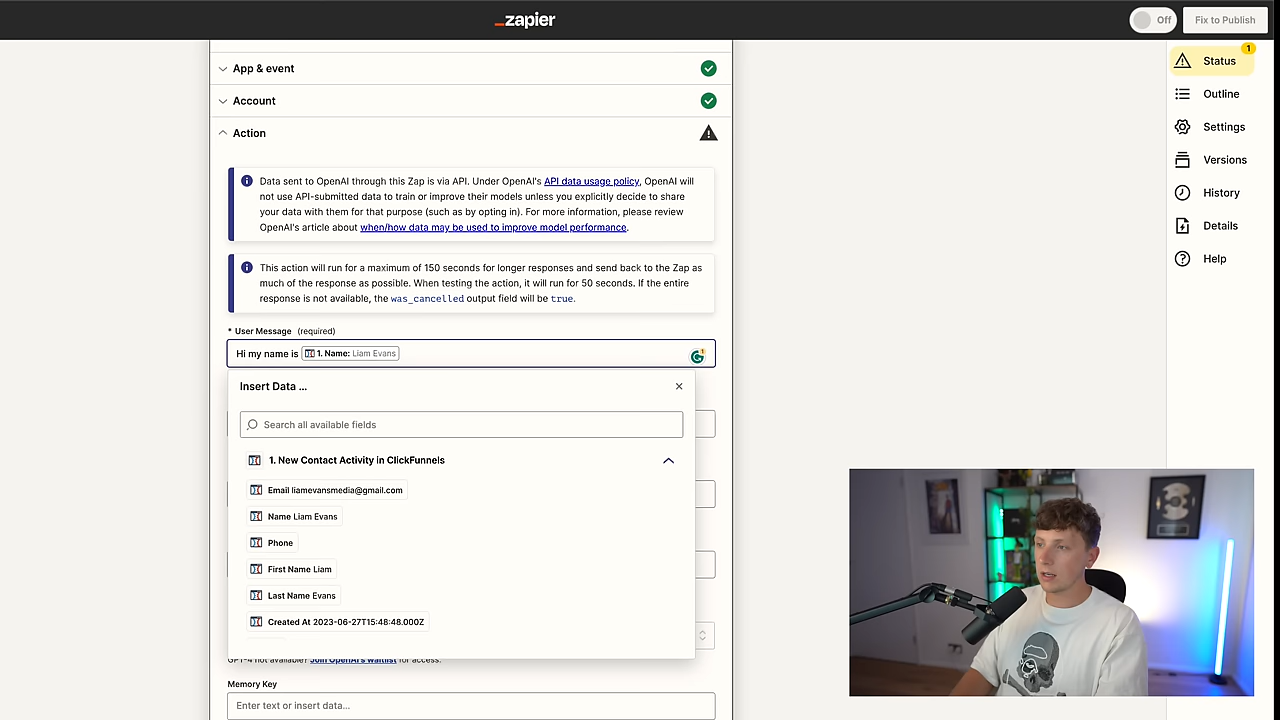 _zapier
Off
Fix to Publish
App & event
Account
Action
Data sent to OpenAI through this Zap is via API. Under OpenAI's API data usage policy, OpenAI will
not use API-submitted data to train or improve their models unless you explicitly decide to share
your data with them for that purpose (such as by opting in). For more information, please review
OpenAI's article about when/how data may be used to improve model performance.
This action will run for a maximum of 150 seconds for longer responses and send back to the Zap as
much of the response as possible. When testing the action, it will run for 50 seconds. If the entire
response is not available, the was_cancelled output field will be true.
* User Message (required)
Hi my name is 1. Name: Liam Evans
1
Insert Data ...
Search all available fields
1. New Contact Activity in ClickFunnels
Email liamevansmedia@gmail.com
Name Liam Evans
Phone
First Name Liam
Last Name Evans
Created At 2023-06-27T15:48:48.000Z
GPT-4 not available? Join OpenAI's waitlist for access.
Memory Key
Enter text or insert data...
1
Status
Outline
Settings
Versions
History
Details
Help